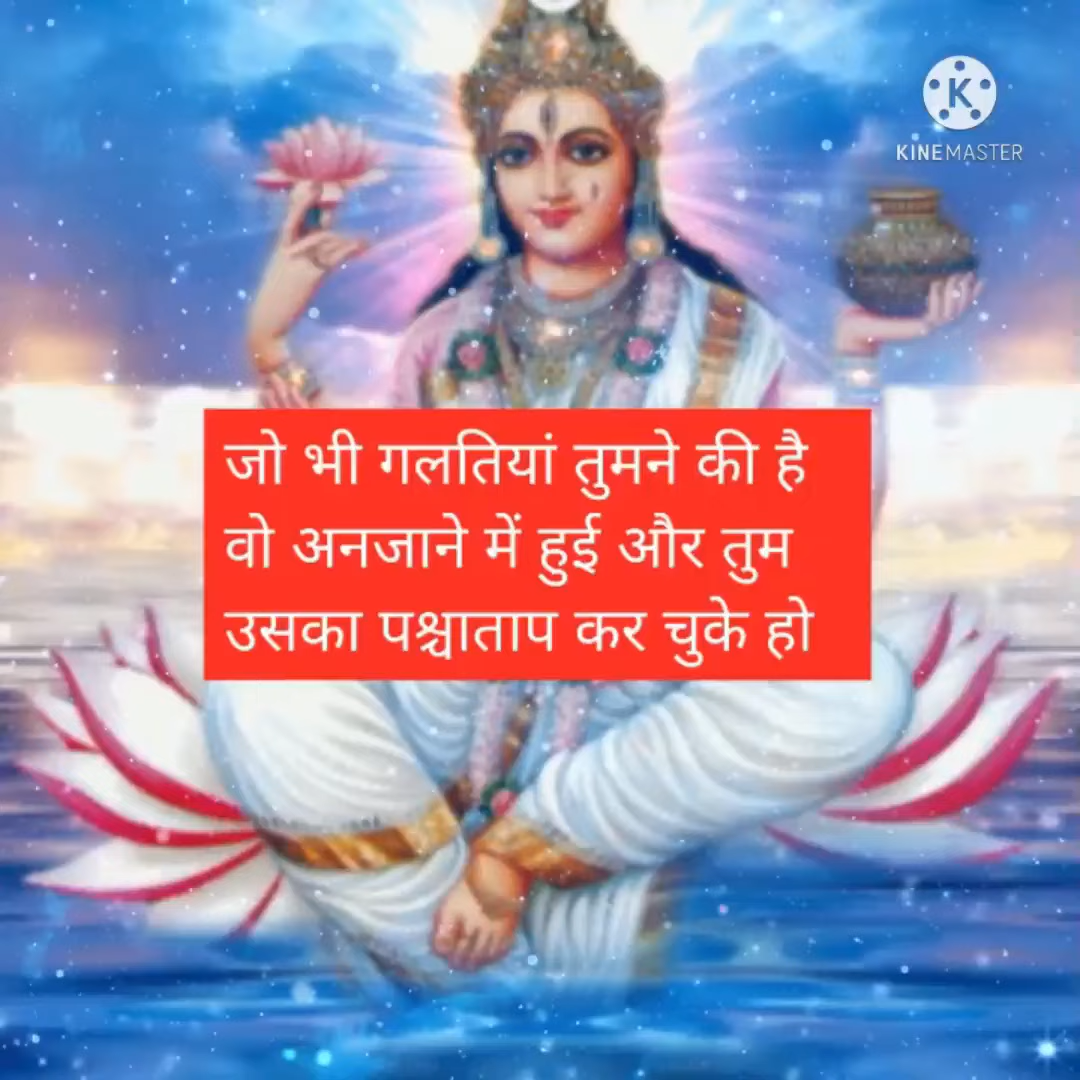 KINEMASTER
जो भी गलतियां तुमने की है
वो अनजाने में हुई और तुम
उसका पश्चाताप कर चुके हो